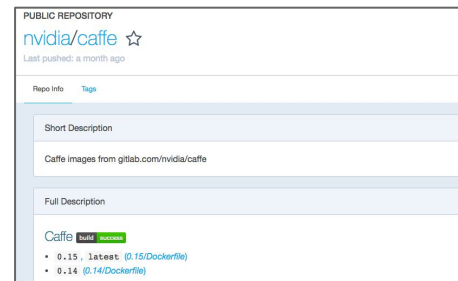 PUBLIC REPOSITORY
nvidia/caffe
Last pushed: a month ago
Repo Info Tags
Short Description
Caffe images from gitlab.com/nvidia/caffe
Full Description
Caffe build success
• 0.15, latest (0.15/Dockerfile)
• 0.14 (0.14/Dockerfile)